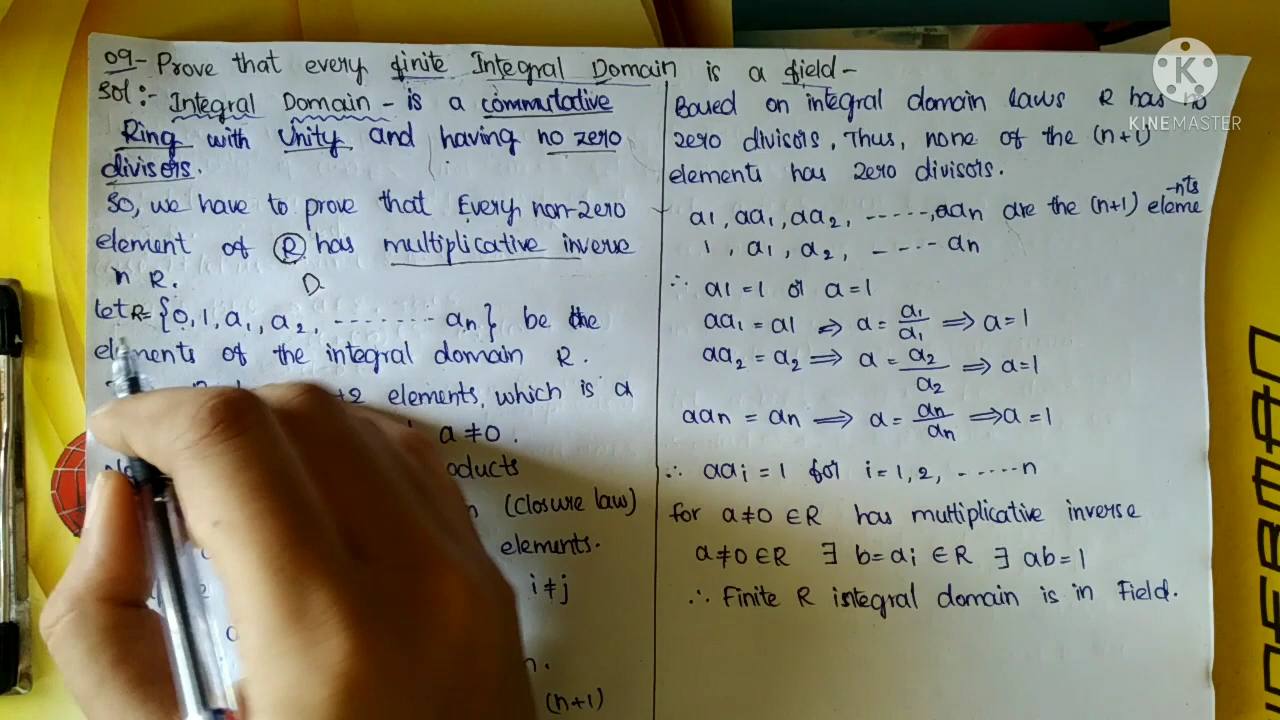 09- Prove that every finite Integral Domain is a field-
Sol :- Integral Domain - is a commutative
Ring with Unity and having no zero
divisers.
So, we have to prove that Every non-zero
element of R has multiplicative inverse
n R. D
let R= {0, 1, a1, a2, -------- an} be the
elements of the integral domain R.
+2 elements, which is a
a ≠ 0.
oducts
(closure law)
elements.
i ≠ j
n.
(n+1)
Based on integral domain laws R has no
zero divisors, Thus, none of the (n+1)
elements has zero divisors.
a1, aa1, aa2, ------, aan are the (n+1) eleme
-nts
1, a1, a2, ----- an
∴ a1 = 1 or a = 1
aa1 = a1 ⇒ a = a1/a1 ⇒ a = 1
aa2 = a2 ⇒ a = a2/a2 ⇒ a = 1
aan = an ⇒ a = an/an ⇒ a = 1
∴ aai = 1 for i = 1, 2, ------ n
for a ≠ 0 ∈ R has multiplicative inverse
a ≠ 0 ∈ R ∃ b = ai ∈ R ∋ ab = 1
∴ Finite R integral domain is in Field.
K
KINEMASTER